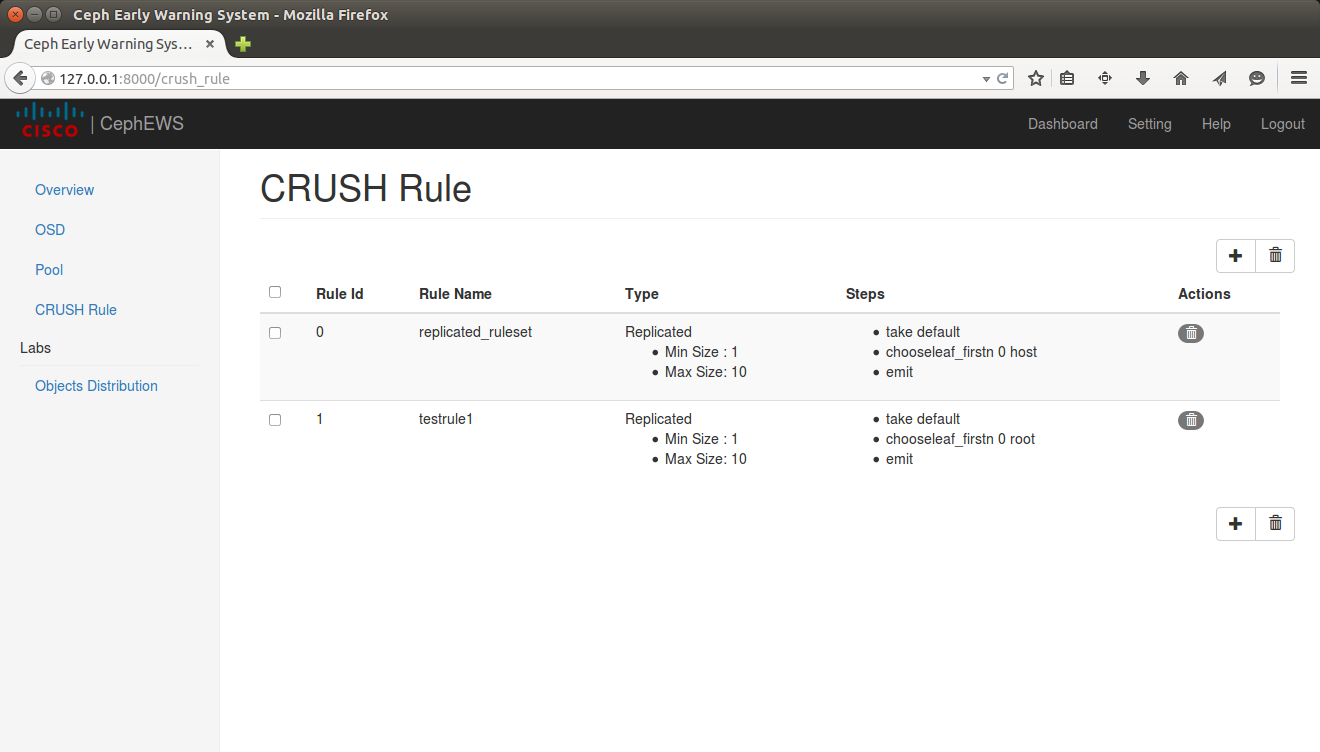 Ceph Early Warning System - Mozilla Firefox
Ceph Early Warning Sys...
127.0.0.1:8000/crush_rule
CISCO | CephEWS Dashboard Setting Help Logout
Overview
OSD
Pool
CRUSH Rule
Labs
Objects Distribution
CRUSH Rule
Rule Id Rule Name Type Steps Actions
0 replicated_ruleset Replicated • take default
• Min Size : 1 • chooseleaf_firstn 0 host
• Max Size: 10 • emit
1 testrule1 Replicated • take default
• Min Size : 1 • chooseleaf_firstn 0 root
• Max Size: 10 • emit